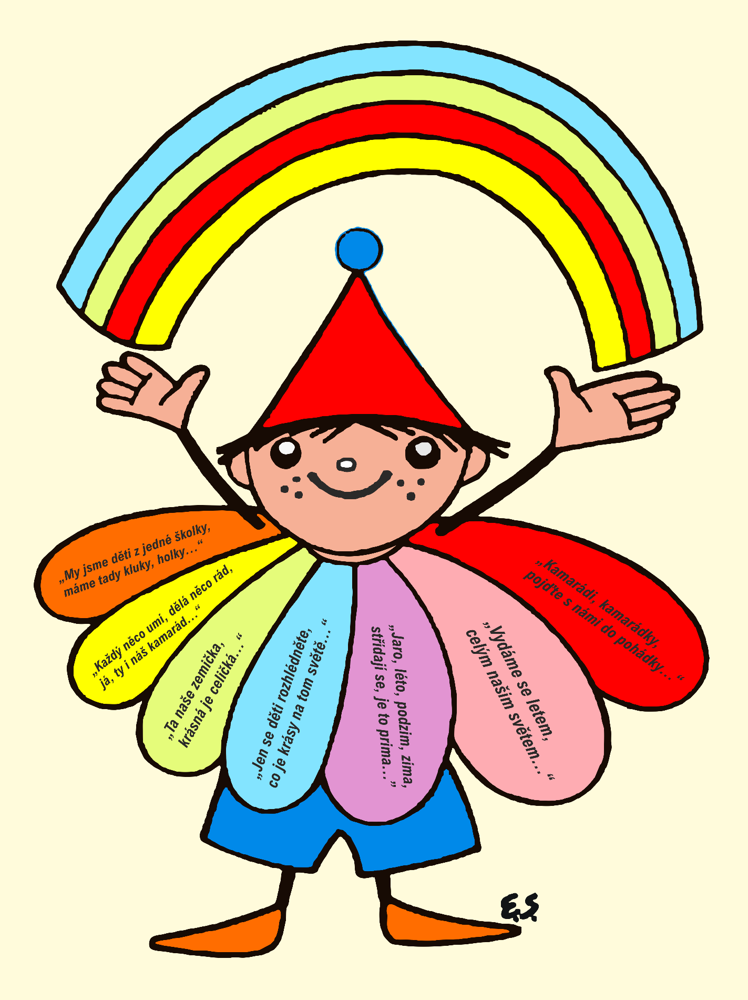 „My jsme děti z jedné školky,
máme tady kluky, holky…“
„Každý něco umí, dělá něco rád,
já, ty i náš kamarád…“
„Ta naše zemička,
krásná je celičká…“
„Jen se děti rozhlédněte,
co je krásy na tom světě…“
„Jaro, léto, podzim, zima,
střídají se, je to prima…”
„Vydáme se letem,
celým naším světem…“
„Kamarádi, kamarádky,
pojďte s námi do pohádky…“
E.S.